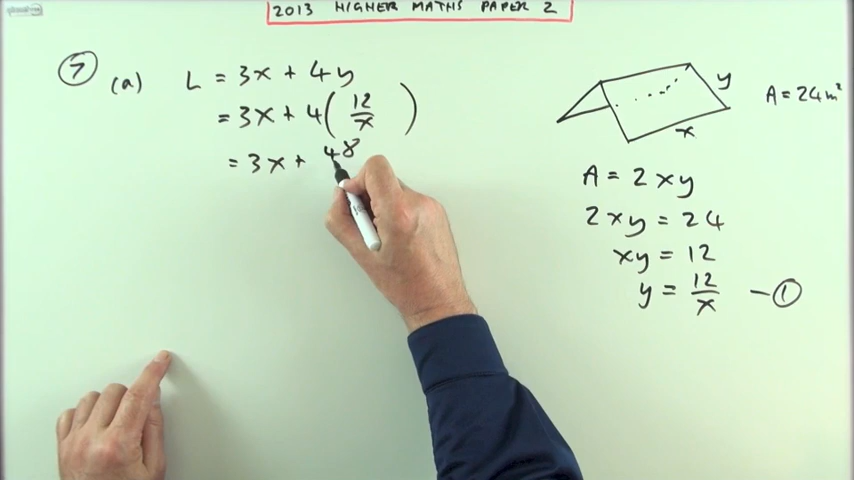 2013 HIGHER MATHS PAPER 2
7 (a) L = 3x + 4y
= 3x + 4(12/x)
= 3x + 48
y
x
A = 24m²
A = 2xy
2xy = 24
xy = 12
y = 12/x — 1